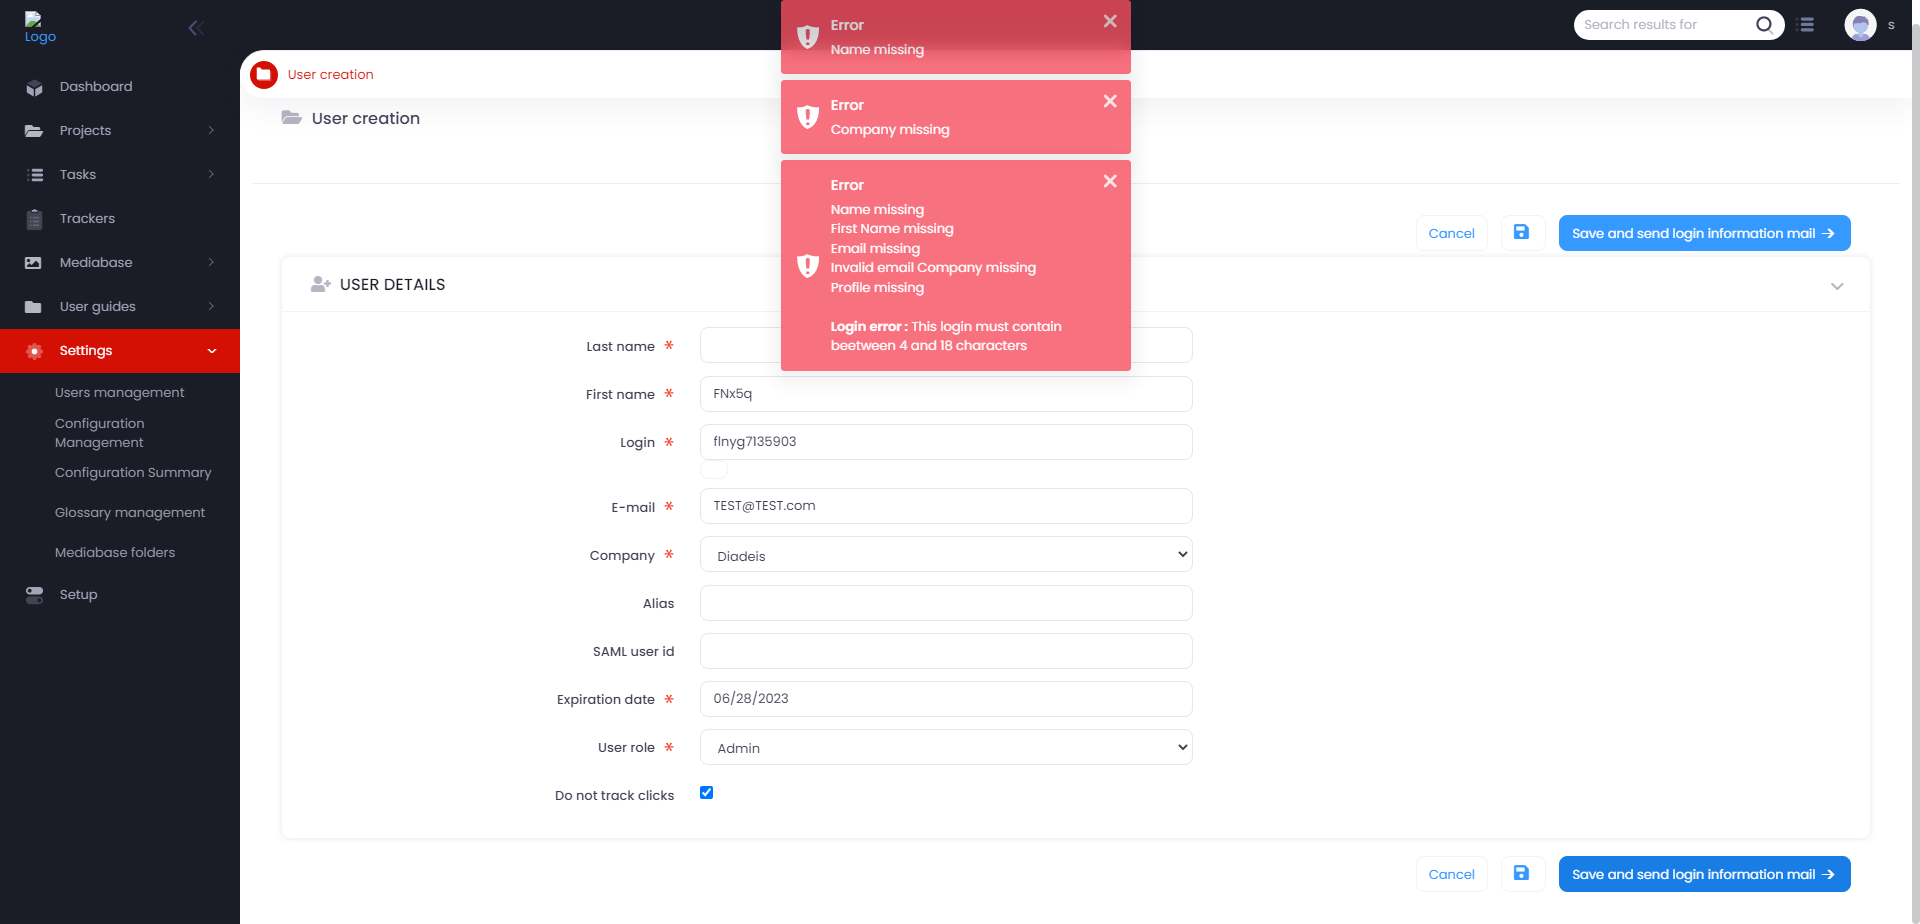 Logo
Search results for
s
Dashboard
Projects
Tasks
Trackers
Mediabase
User guides
Settings
Users management
Configuration
Management
Configuration Summary
Glossary management
Mediabase folders
Setup
User creation
User creation
Error
Name missing
Error
Company missing
Error
Name missing
First Name missing
Email missing
Invalid email Company missing
Profile missing
Login error : This login must contain
beetween 4 and 18 characters
Cancel
Save and send login information mail
USER DETAILS
Last name *
First name * FNx5q
Login * flnyg7135903
E-mail * TEST@TEST.com
Company * Diadeis
Alias
SAML user id
Expiration date * 06/28/2023
User role * Admin
Do not track clicks
Cancel
Save and send login information mail